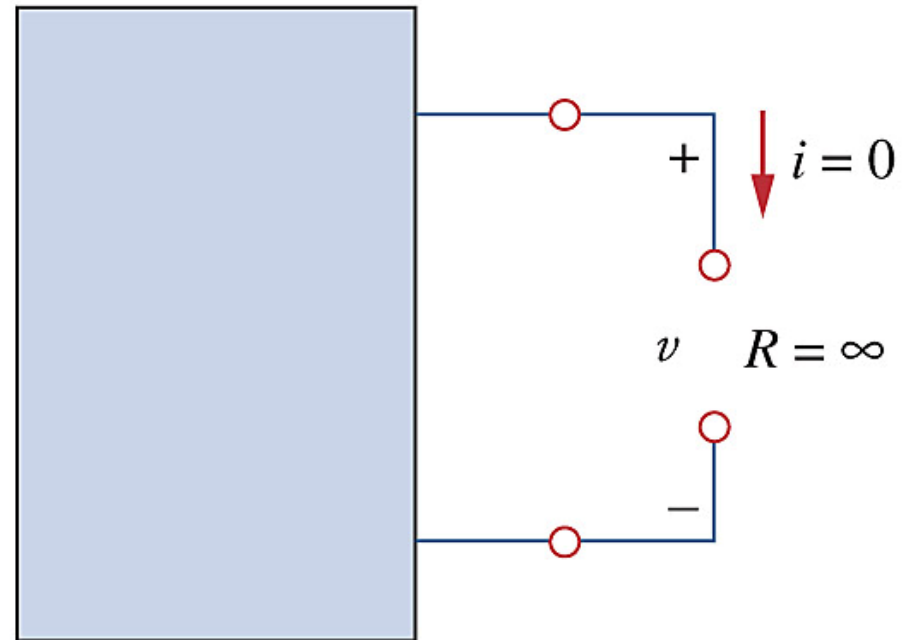 +
i = 0
v
R = ∞
−